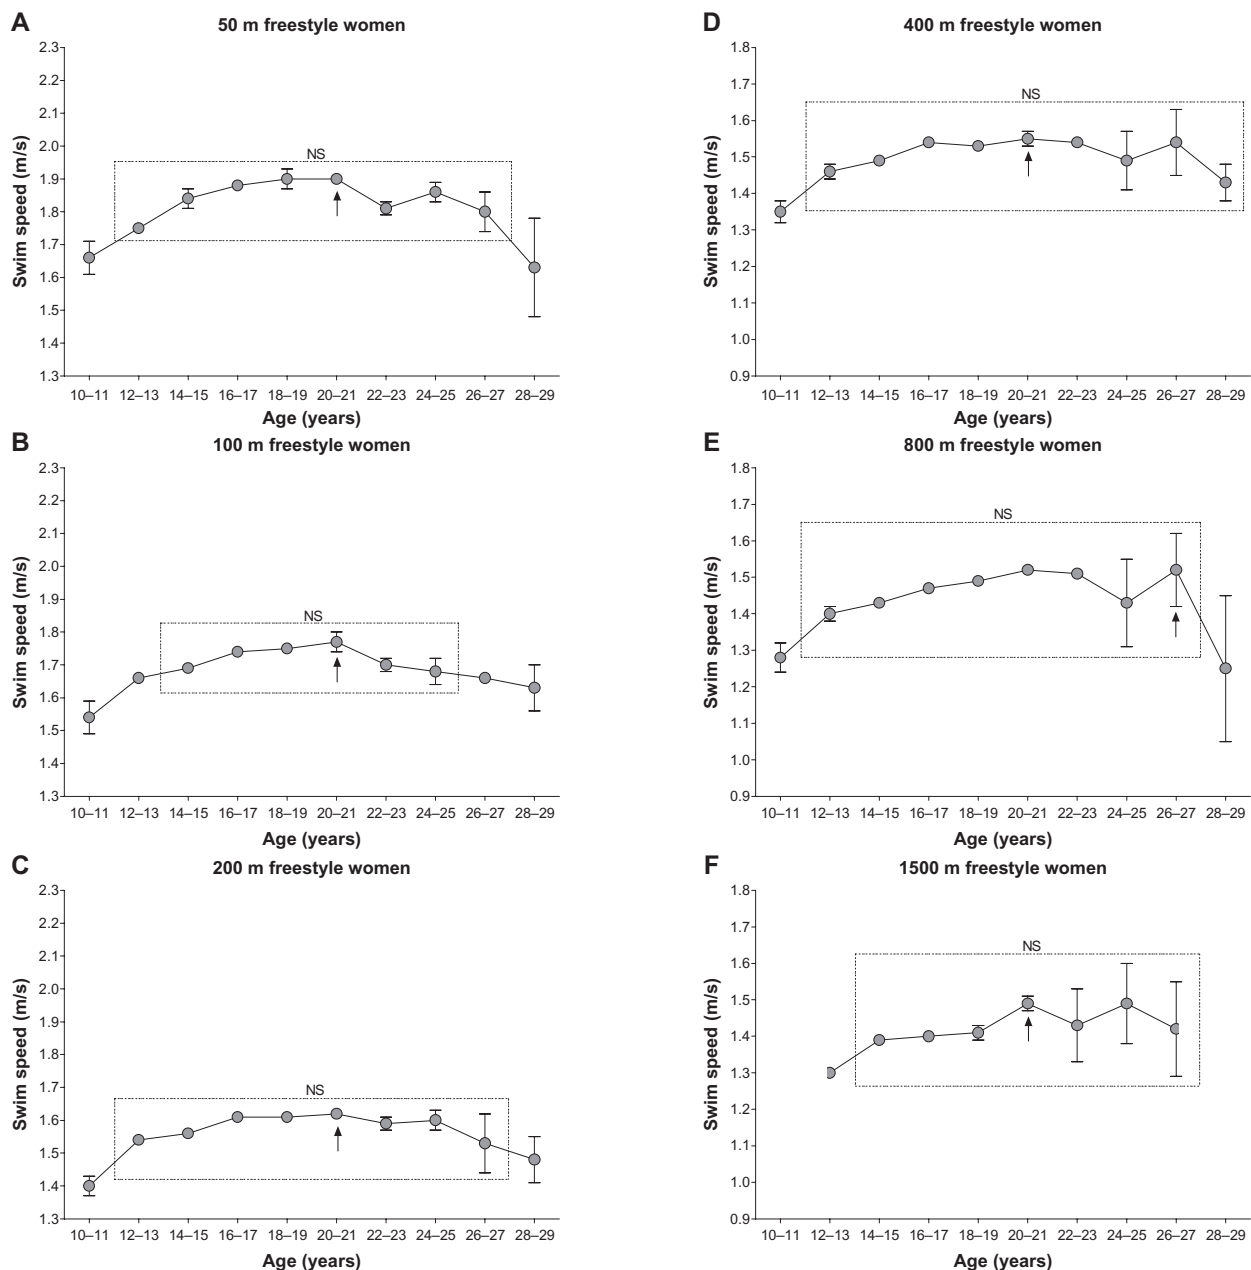 A
50 m freestyle women
Swim speed (m/s)
2.3
2.2
2.1
2.0
1.9
1.8
1.7
1.6
1.5
1.4
1.3
NS
10–11 12–13 14–15 16–17 18–19 20–21 22–23 24–25 26–27 28–29
Age (years)
B
100 m freestyle women
Swim speed (m/s)
2.3
2.2
2.1
2.0
1.9
1.8
1.7
1.6
1.5
1.4
1.3
NS
10–11 12–13 14–15 16–17 18–19 20–21 22–23 24–25 26–27 28–29
Age (years)
C
200 m freestyle women
Swim speed (m/s)
2.3
2.2
2.1
2.0
1.9
1.8
1.7
1.6
1.5
1.4
1.3
NS
10–11 12–13 14–15 16–17 18–19 20–21 22–23 24–25 26–27 28–29
Age (years)
D
400 m freestyle women
Swim speed (m/s)
1.8
1.7
1.6
1.5
1.4
1.3
1.2
1.1
1.0
0.9
NS
10–11 12–13 14–15 16–17 18–19 20–21 22–23 24–25 26–27 28–29
Age (years)
E
800 m freestyle women
Swim speed (m/s)
1.8
1.7
1.6
1.5
1.4
1.3
1.2
1.1
1.0
0.9
NS
10–11 12–13 14–15 16–17 18–19 20–21 22–23 24–25 26–27 28–29
Age (years)
F
1500 m freestyle women
Swim speed (m/s)
1.8
1.7
1.6
1.5
1.4
1.3
1.2
1.1
1.0
0.9
NS
10–11 12–13 14–15 16–17 18–19 20–21 22–23 24–25 26–27 28–29
Age (years)